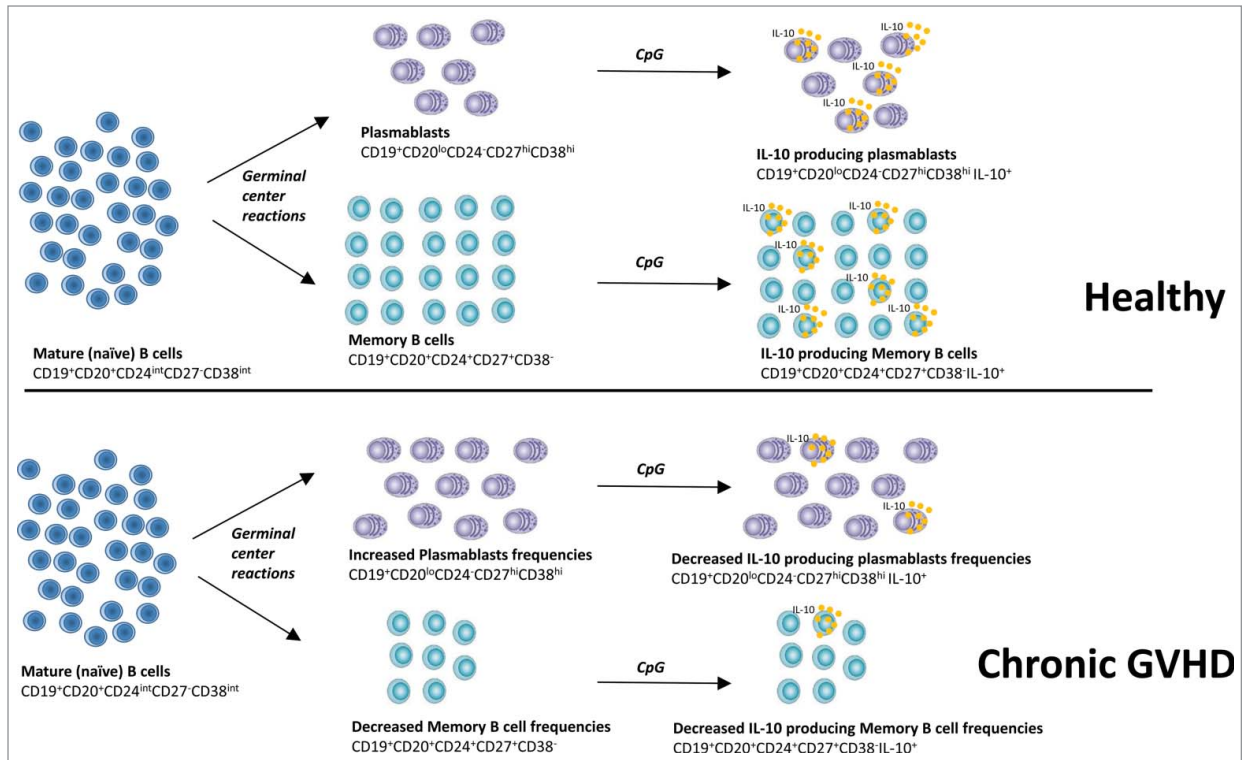 CpG
IL-10
IL-10
IL-10
IL-10
Plasmablasts
CD19⁺CD20ˡᵒCD24⁻CD27ʰⁱCD38ʰⁱ
IL-10 producing plasmablasts
CD19⁺CD20ˡᵒCD24⁻CD27ʰⁱCD38ʰⁱ IL-10⁺
Germinal
center
reactions
CpG
IL-10
IL-10
IL-10
IL-10
IL-10
IL-10
Healthy
Mature (naïve) B cells
CD19⁺CD20⁺CD24ⁱⁿᵗCD27⁻CD38ⁱⁿᵗ
Memory B cells
CD19⁺CD20⁺CD24⁺CD27⁺CD38⁻
IL-10 producing Memory B cells
CD19⁺CD20⁺CD24⁺CD27⁺CD38⁻IL-10⁺
Germinal
center
reactions
CpG
IL-10
IL-10
Increased Plasmablasts frequencies
CD19⁺CD20ˡᵒCD24⁻CD27ʰⁱCD38ʰⁱ
Decreased IL-10 producing plasmablasts frequencies
CD19⁺CD20ˡᵒCD24⁻CD27ʰⁱCD38ʰⁱ IL-10⁺
Mature (naïve) B cells
CD19⁺CD20⁺CD24ⁱⁿᵗCD27⁻CD38ⁱⁿᵗ
CpG
IL-10
Chronic GVHD
Decreased Memory B cell frequencies
CD19⁺CD20⁺CD24⁺CD27⁺CD38⁻
Decreased IL-10 producing Memory B cell frequencies
CD19⁺CD20⁺CD24⁺CD27⁺CD38⁻IL-10⁺